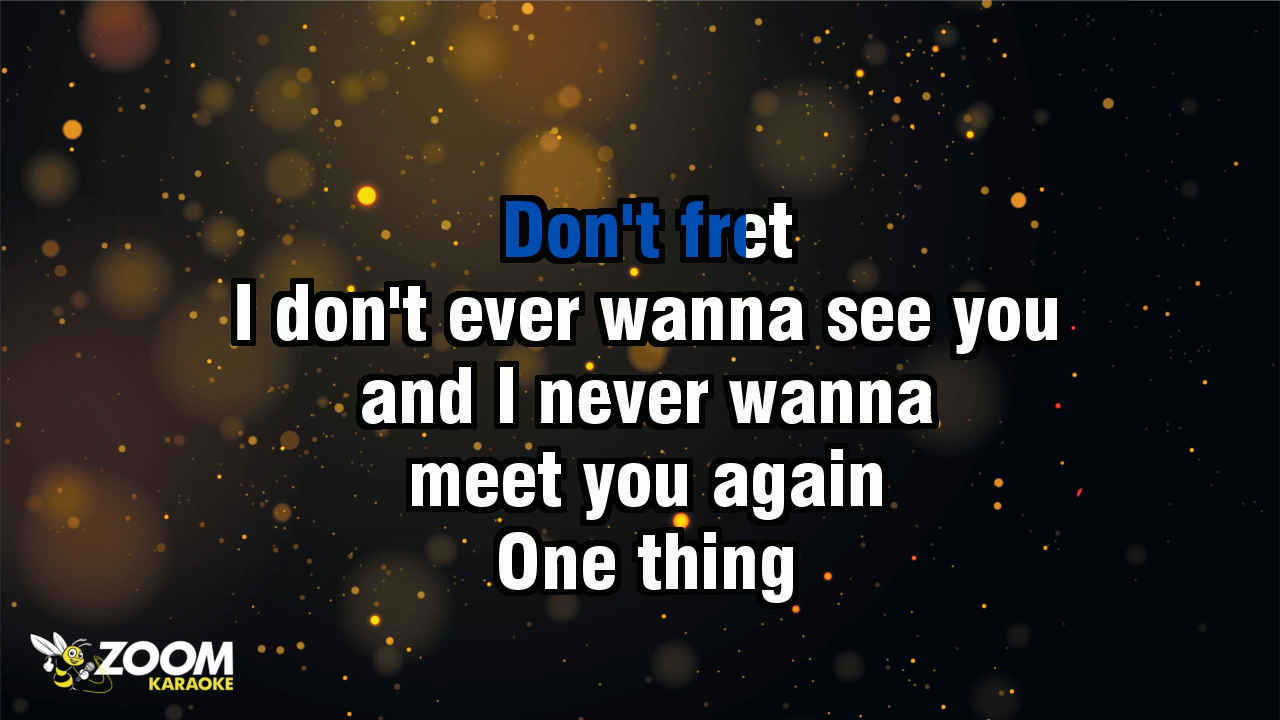 Don't fret
I don't ever wanna see you
and I never wanna
meet you again
One thing
ZOOM
KARAOKE